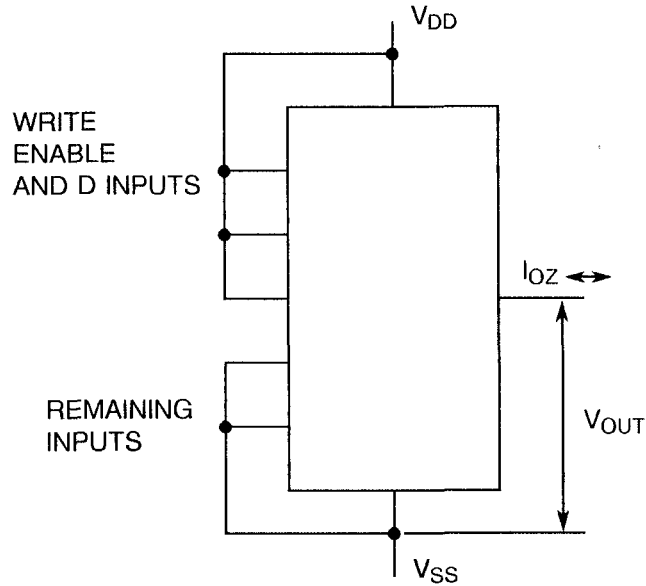 VDD
WRITE
ENABLE
AND D INPUTS
IOZ
REMAINING
INPUTS
VOUT
VSS